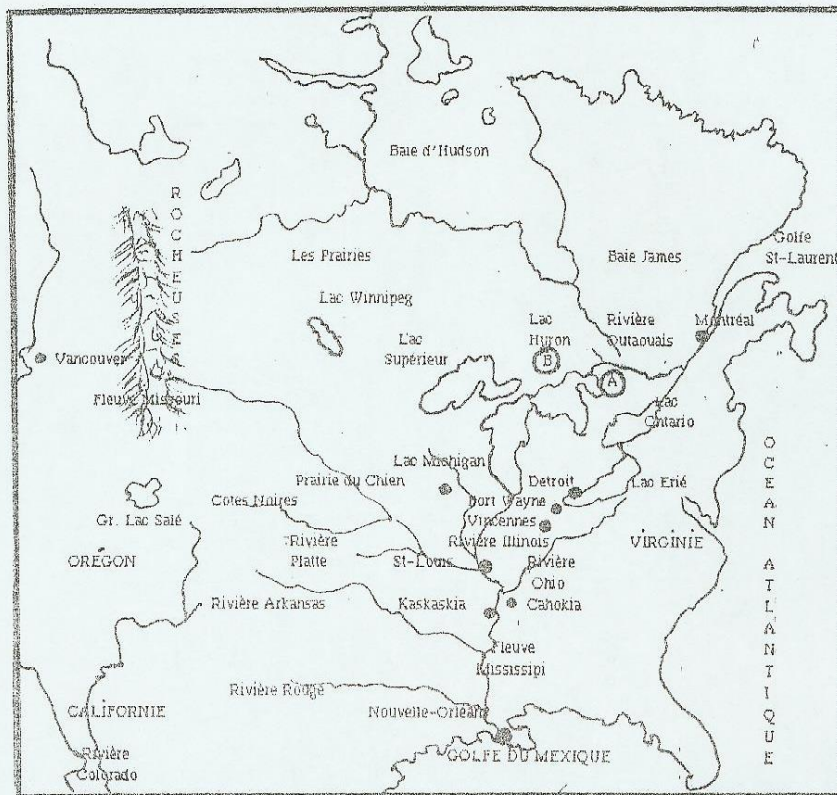 Baie d'Hudson
ROCHEUSES
Golfe
St-Laurent
Les Prairies
Baie James
Lac Winnipeg
Lac
Huron
Rivière
Outaouais
Montréal
Lac
Supérieur
B
Vancouver
A
Fleuve Missouri
Lac
Ontario
Lac Michigan
Prairie du Chien
Detroit
Lac Erié
Cotes Noires
Fort Wayne
Gr. Lac Salé
Vincennes
Rivière Illinois
VIRGINIE
OCEAN ATLANTIQUE
Rivière
Platte
OREGON
St-Louis
Rivière
Ohio
Rivière Arkansas
Kaskaskia
Cahokia
Fleuve
Mississipi
Rivière Rouge
CALIFORNIE
Nouvelle-Orléans
GOLFE DU MEXIQUE
Rivière
Colorado